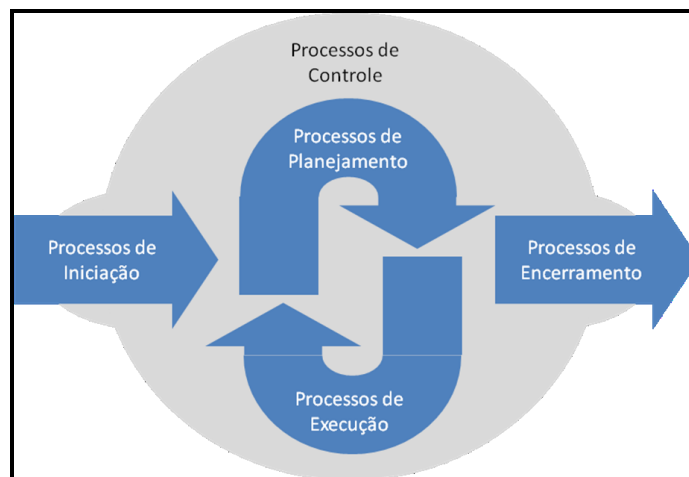 Processos de
Controle
Processos de
Planejamento
Processos de
Iniciação
Processos de
Encerramento
Processos de
Execução